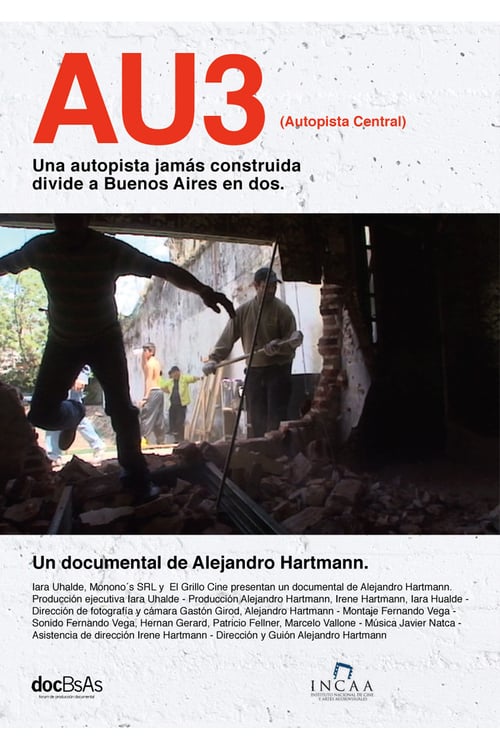 AU3
(Autopista Central)
Una autopista jamás construida
divide a Buenos Aires en dos.
Un documental de Alejandro Hartmann.
Iara Uhalde, Monono´s SRL y El Grillo Cine presentan un documental de Alejandro Hartmann.
Producción ejecutiva Iara Uhalde - Producción Alejandro Hartmann, Irene Hartmann, Iara Hualde -
Dirección de fotografía y cámara Gastón Girod, Alejandro Hartmann - Montaje Fernando Vega -
Sonido Fernando Vega, Hernan Gerard, Patricio Fellner, Marcelo Vallone - Música Javier Natca -
Asistencia de dirección Irene Hartmann - Dirección y Guión Alejandro Hartmann
docBsAs
forum de producción documental
INCAA
INSTITUTO NACIONAL DE CINE
Y ARTES AUDIOVISUALES